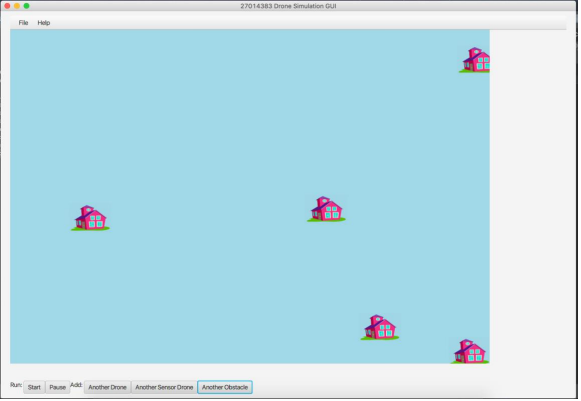 27014383 Drone Simulation GUI
File Help
Run: Start Pause Add: Another Drone Another Sensor Drone Another Obstacle